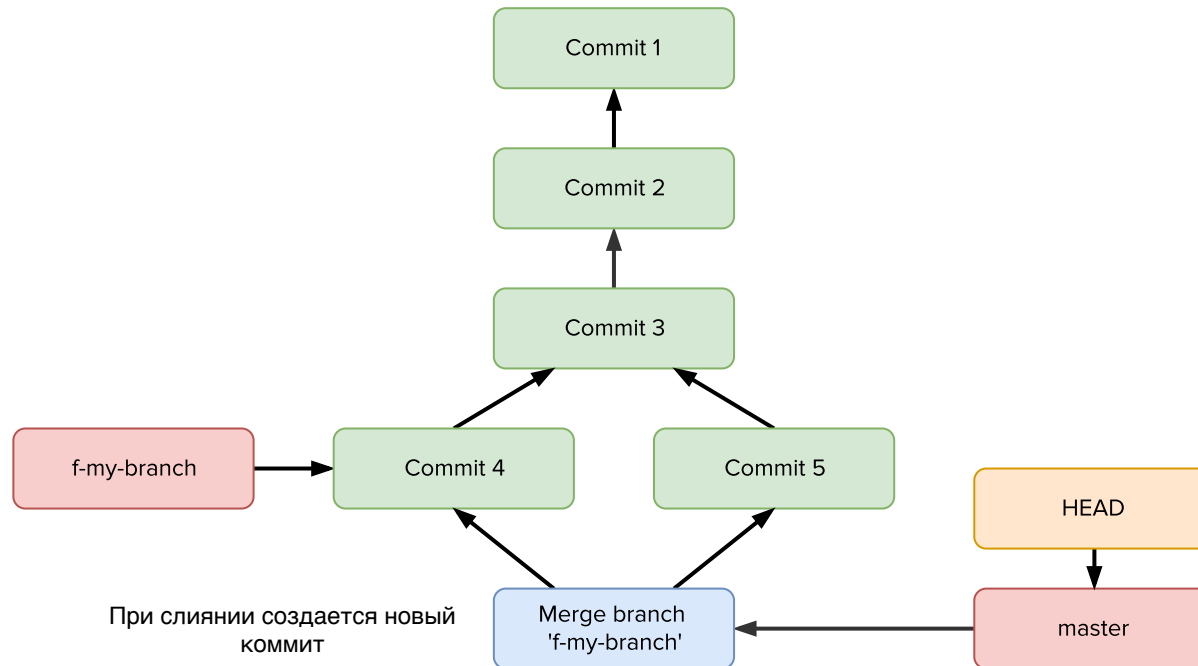 Commit 1
Commit 2
Commit 3
f-my-branch
Commit 4
Commit 5
HEAD
При слиянии создается новый
коммит
Merge branch
'f-my-branch'
master